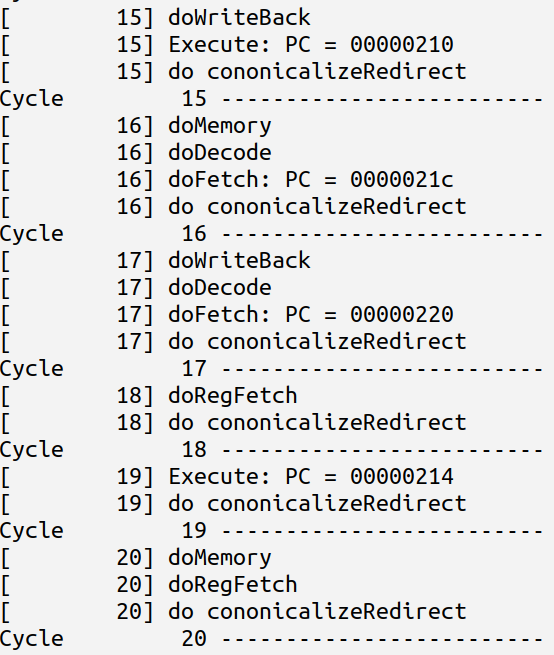 [        15] doWriteBack
[        15] Execute: PC = 00000210
[        15] do cononicalizeRedirect
Cycle         15 -------------------------
[        16] doMemory
[        16] doDecode
[        16] doFetch: PC = 0000021c
[        16] do cononicalizeRedirect
Cycle         16 -------------------------
[        17] doWriteBack
[        17] doDecode
[        17] doFetch: PC = 00000220
[        17] do cononicalizeRedirect
Cycle         17 -------------------------
[        18] doRegFetch
[        18] do cononicalizeRedirect
Cycle         18 -------------------------
[        19] Execute: PC = 00000214
[        19] do cononicalizeRedirect
Cycle         19 -------------------------
[        20] doMemory
[        20] doRegFetch
[        20] do cononicalizeRedirect
Cycle         20 -------------------------